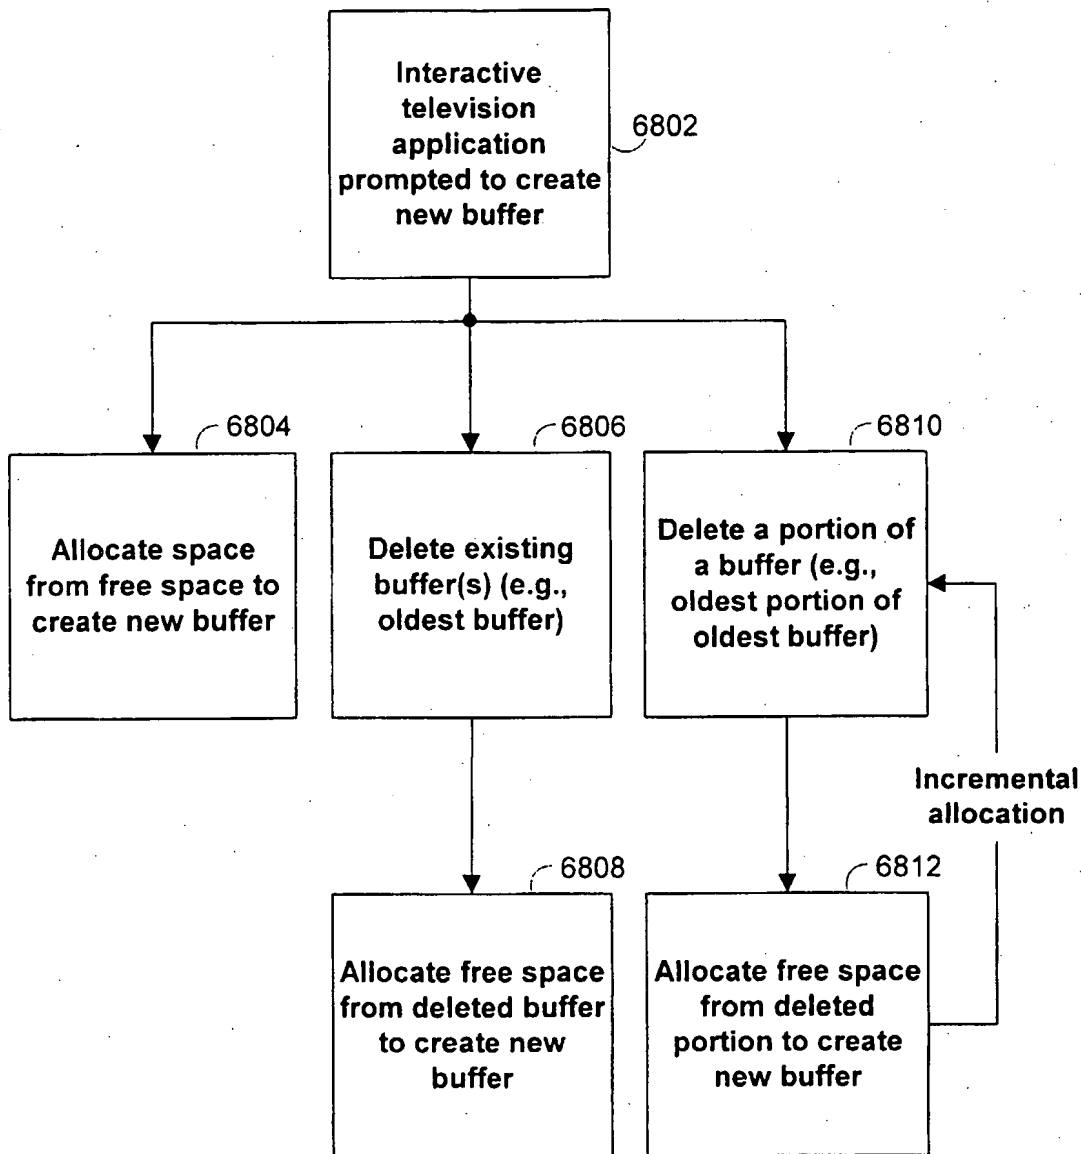 Interactive
television
application
prompted to create
new buffer
6802
6804
Allocate space
from free space to
create new buffer
6806
Delete existing
buffer(s) (e.g.,
oldest buffer)
6810
Delete a portion of
a buffer (e.g.,
oldest portion of
oldest buffer)
Incremental
allocation
6808
Allocate free space
from deleted buffer
to create new
buffer
6812
Allocate free space
from deleted
portion to create
new buffer